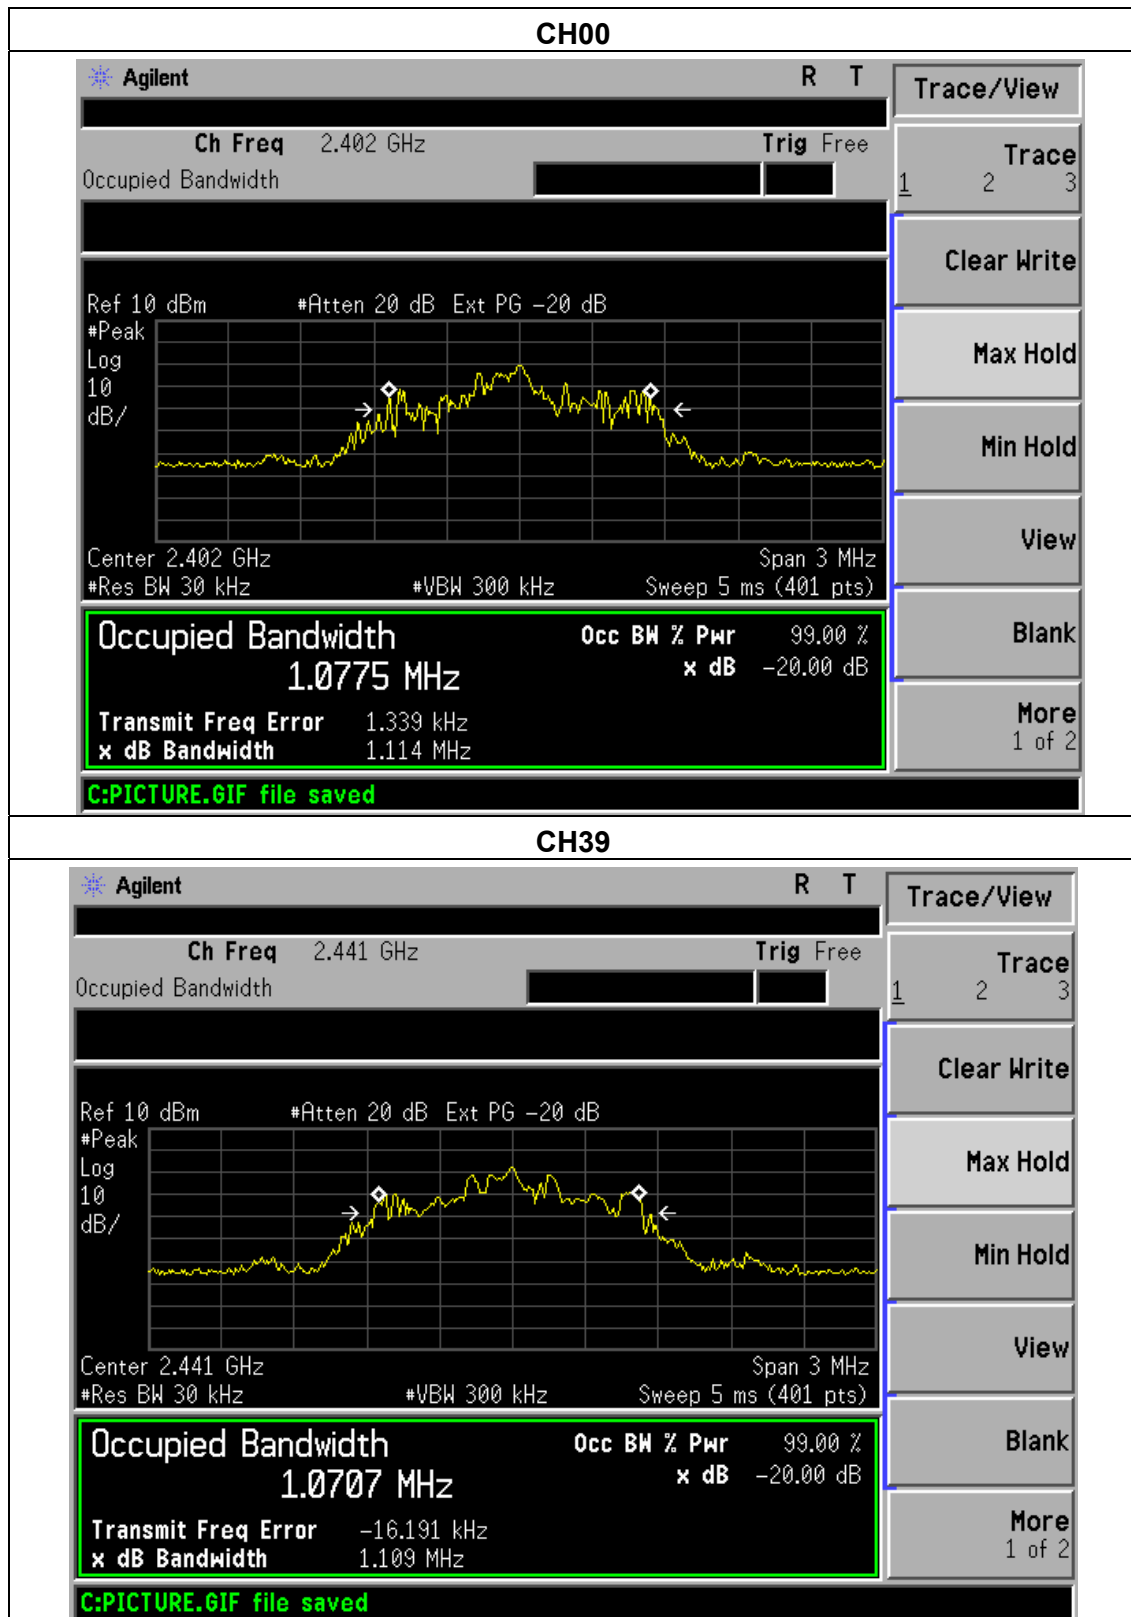 CH00
Agilent R T
Trace/View
Ch Freq 2.402 GHz Trig Free
Occupied Bandwidth
Trace
1 2 3
Clear Write
Ref 10 dBm #Atten 20 dB Ext PG -20 dB
#Peak
Log
10
dB/
Max Hold
Min Hold
View
Center 2.402 GHz Span 3 MHz
#Res BW 30 kHz #VBW 300 kHz Sweep 5 ms (401 pts)
Occupied Bandwidth Occ BW % Pwr 99.00 %
1.0775 MHz x dB -20.00 dB
Blank
Transmit Freq Error 1.339 kHz
x dB Bandwidth 1.114 MHz
More
1 of 2
C:PICTURE.GIF file saved
CH39
Agilent R T
Trace/View
Ch Freq 2.441 GHz Trig Free
Occupied Bandwidth
Trace
1 2 3
Clear Write
Ref 10 dBm #Atten 20 dB Ext PG -20 dB
#Peak
Log
10
dB/
Max Hold
Min Hold
View
Center 2.441 GHz Span 3 MHz
#Res BW 30 kHz #VBW 300 kHz Sweep 5 ms (401 pts)
Occupied Bandwidth Occ BW % Pwr 99.00 %
1.0707 MHz x dB -20.00 dB
Blank
Transmit Freq Error -16.191 kHz
x dB Bandwidth 1.109 MHz
More
1 of 2
C:PICTURE.GIF file saved